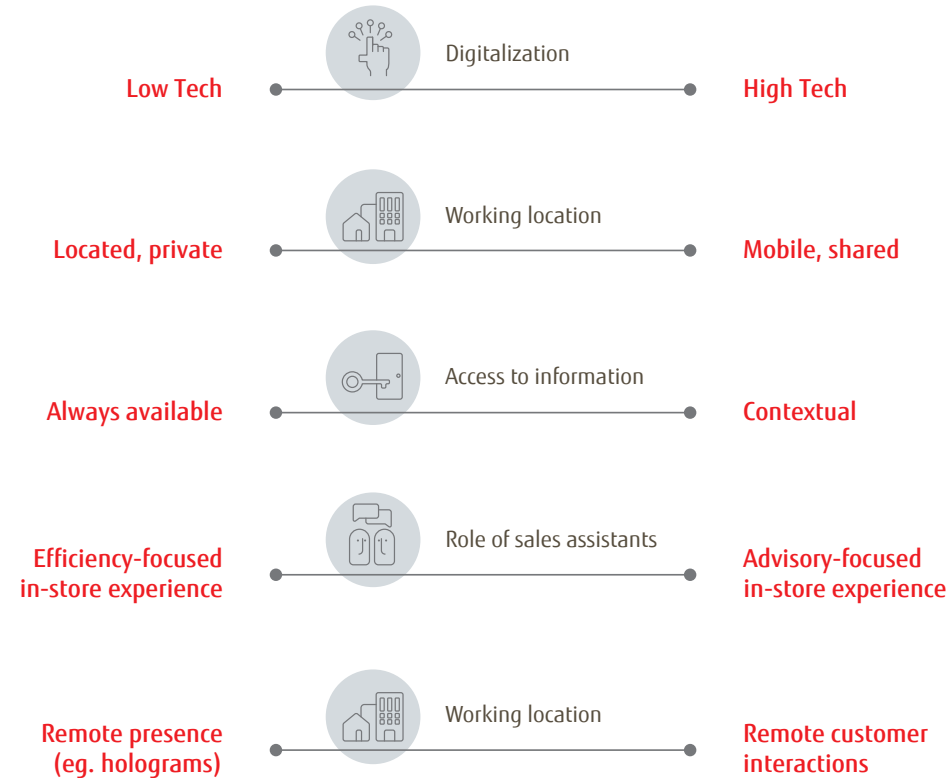 Digitalization
Low Tech
High Tech
Working location
Located, private
Mobile, shared
Access to information
Always available
Contextual
Role of sales assistants
Efficiency-focused
in-store experience
Advisory-focused
in-store experience
Working location
Remote presence
(eg. holograms)
Remote customer
interactions